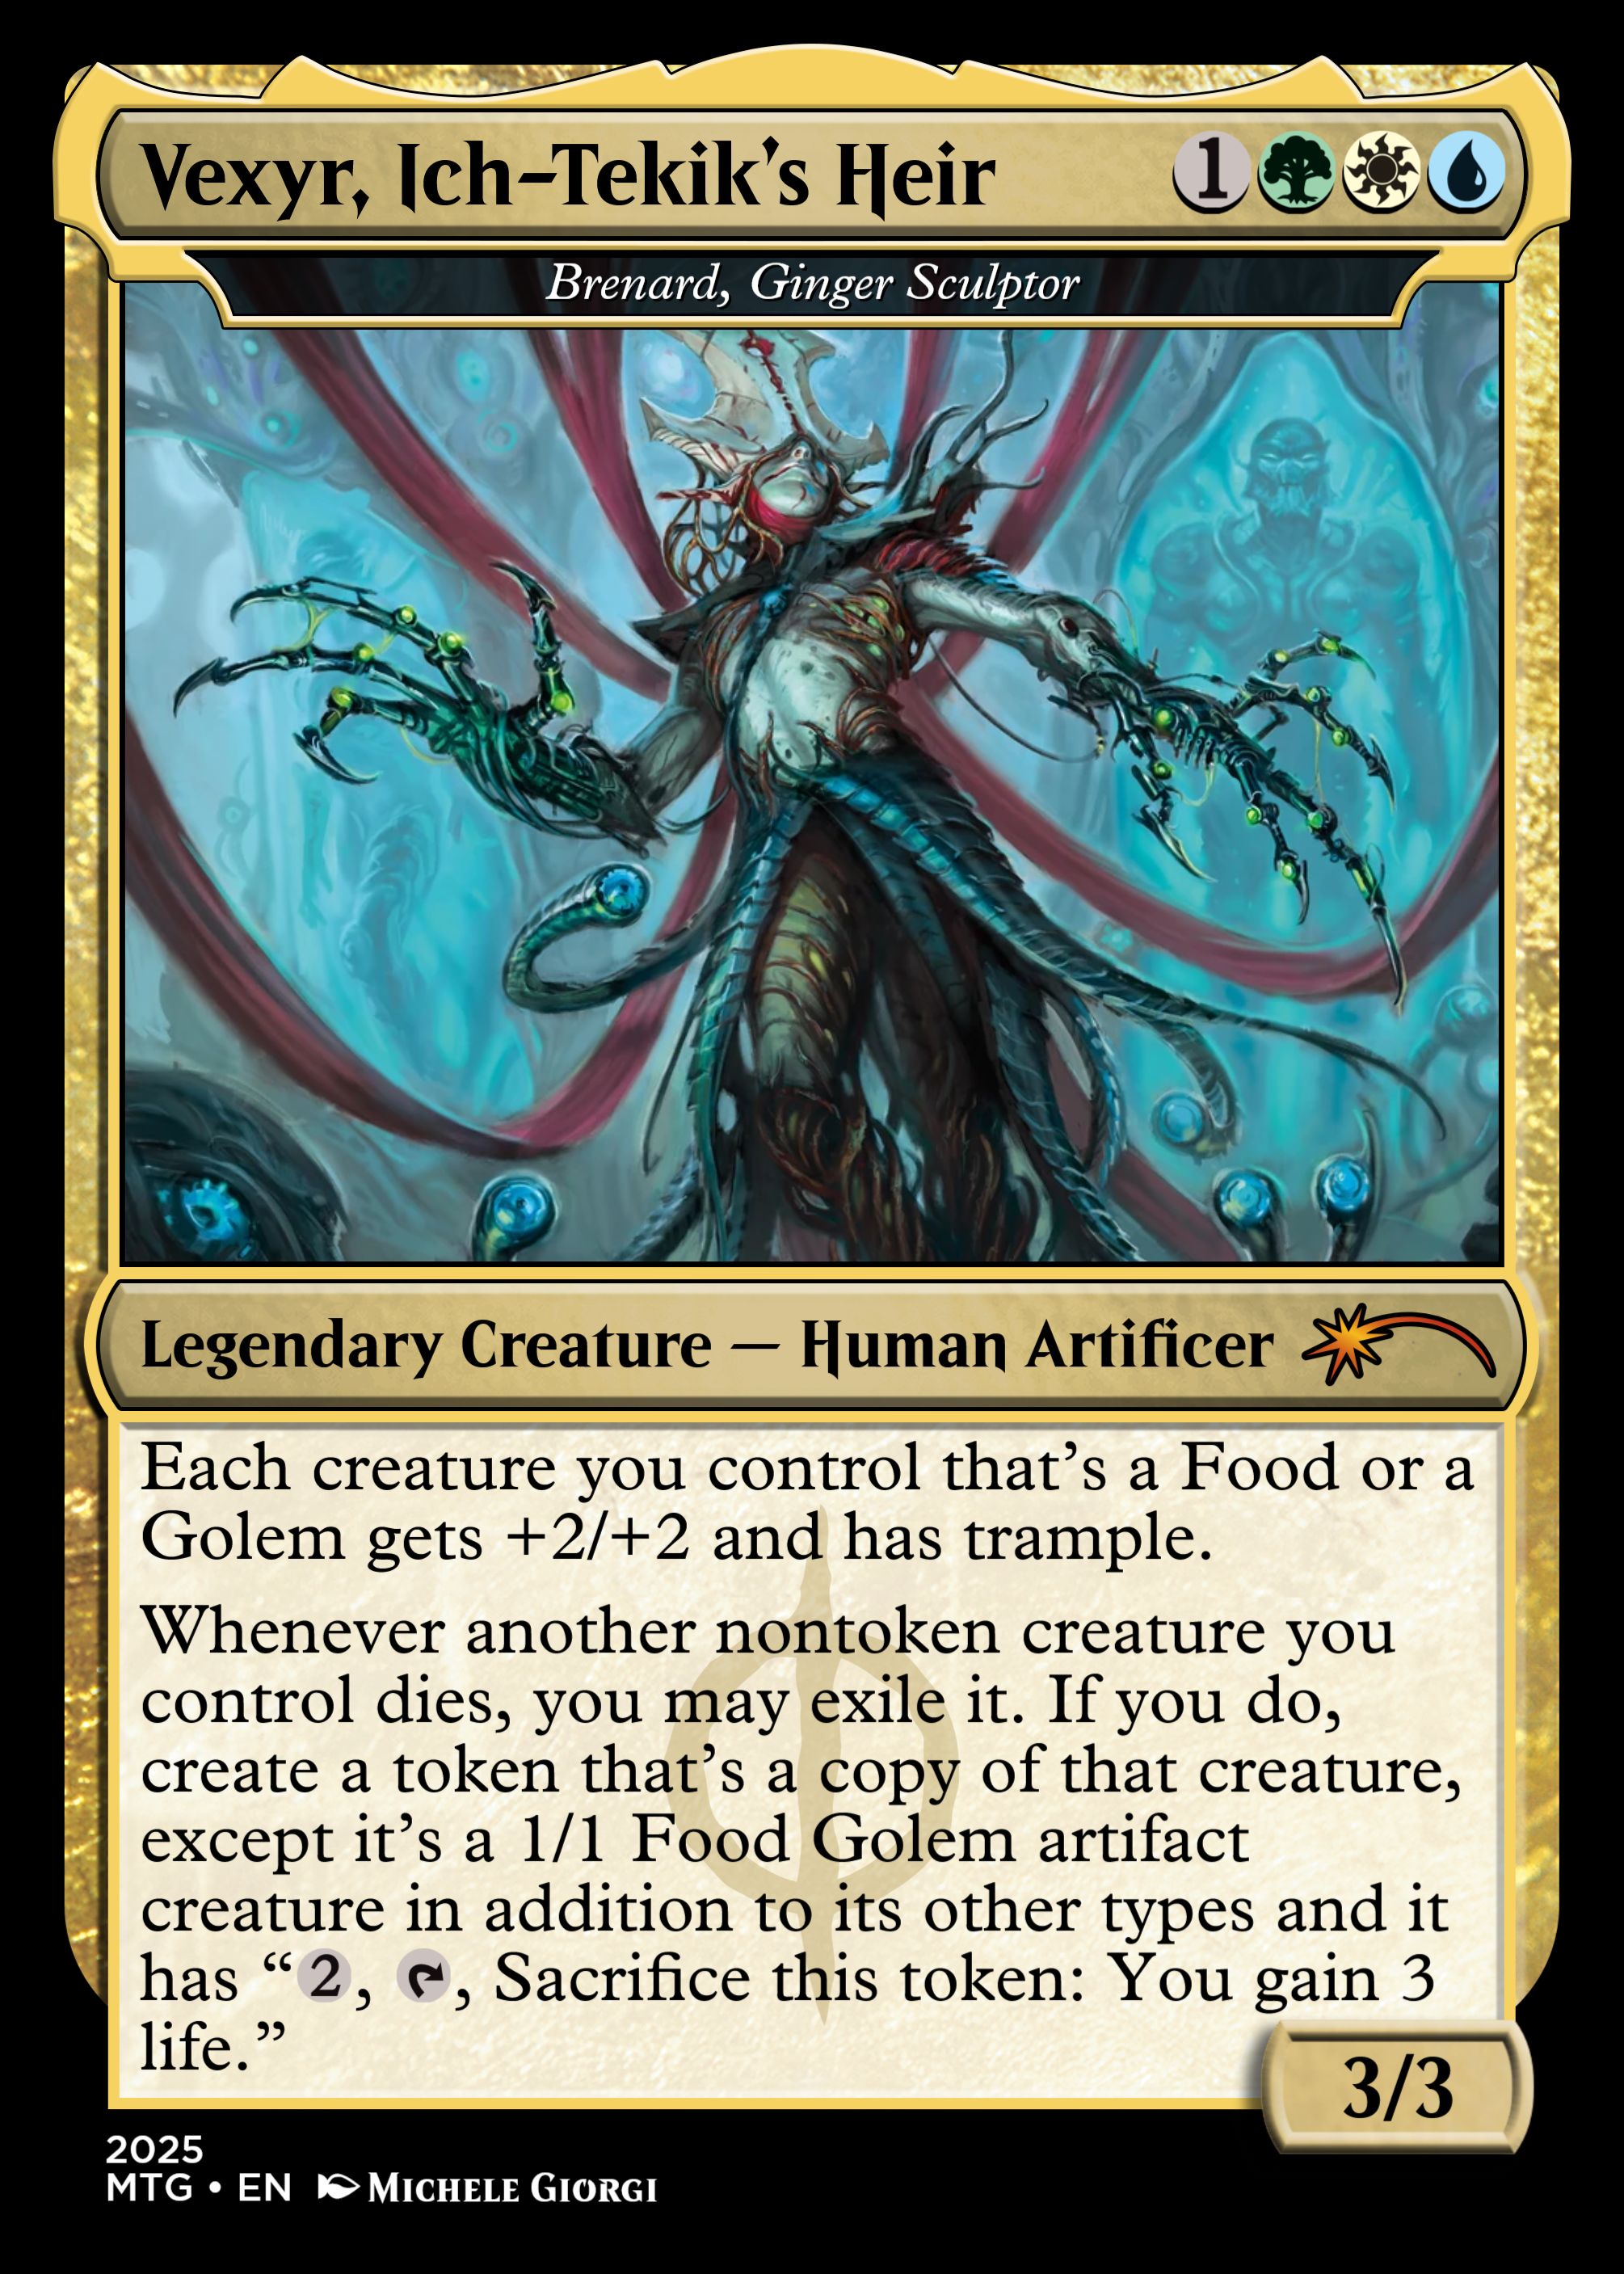 Vexyr, Ich-Tekik's Heir 1
Brenard, Ginger Sculptor
Legendary Creature — Human Artificer
Each creature you control that's a Food or a
Golem gets +2/+2 and has trample.
Whenever another nontoken creature you
control dies, you may exile it. If you do,
create a token that's a copy of that creature,
except it's a 1/1 Food Golem artifact
creature in addition to its other types and it
has “2, , Sacrifice this token: You gain 3
life.”
3/3
2025
MTG • EN MICHELE GIORGI